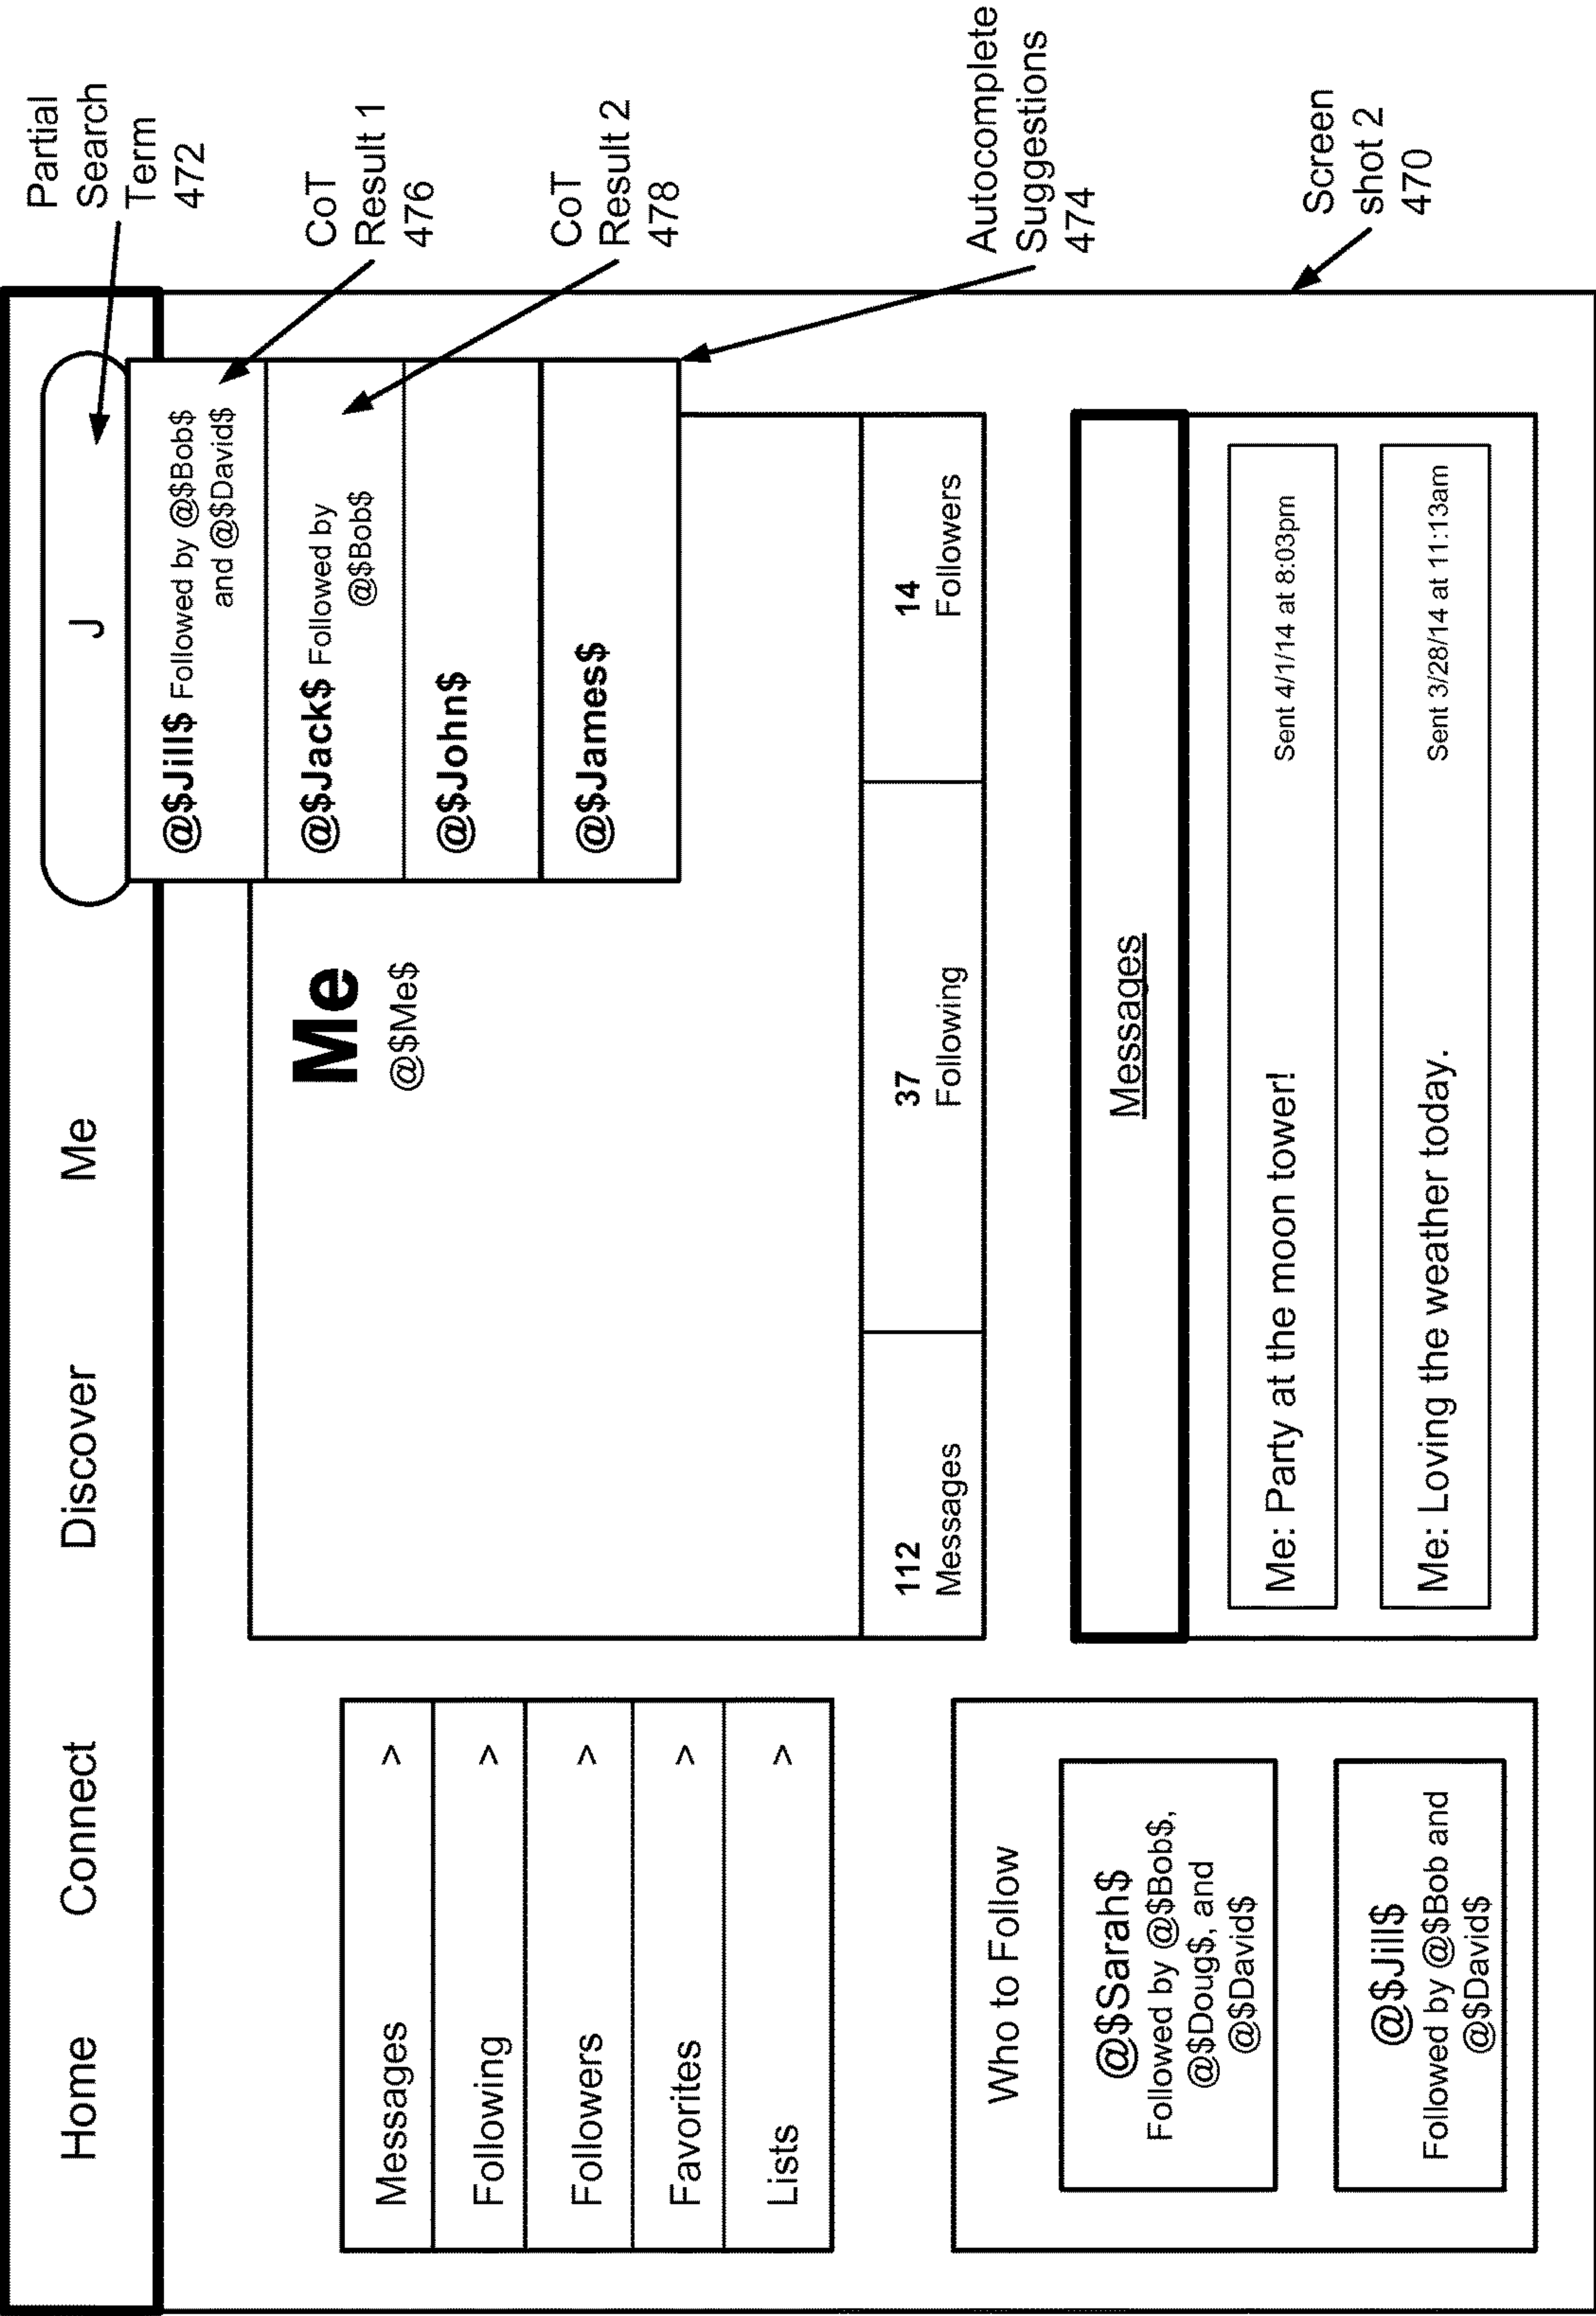 Home
Connect
Discover
Me
J
Partial
Search
Term
472
@$Jill$ Followed by @$Bob$
and @$David$
CoT
Result 1
476
@$Jack$ Followed by
@$Bob$
CoT
Result 2
478
@$John$
@$James$
Autocomplete
Suggestions
474
Me
@$Me$
112
Messages
37
Following
14
Followers
Messages >
Following >
Followers >
Favorites >
Lists >
Messages
Me: Party at the moon tower! Sent 4/1/14 at 8:03pm
Me: Loving the weather today. Sent 3/28/14 at 11:13am
Who to Follow
@$Sarah$
Followed by @$Bob$,
@$Doug$, and
@$David$
@$Jill$
Followed by @$Bob and
@$David$
Screen
shot 2
470